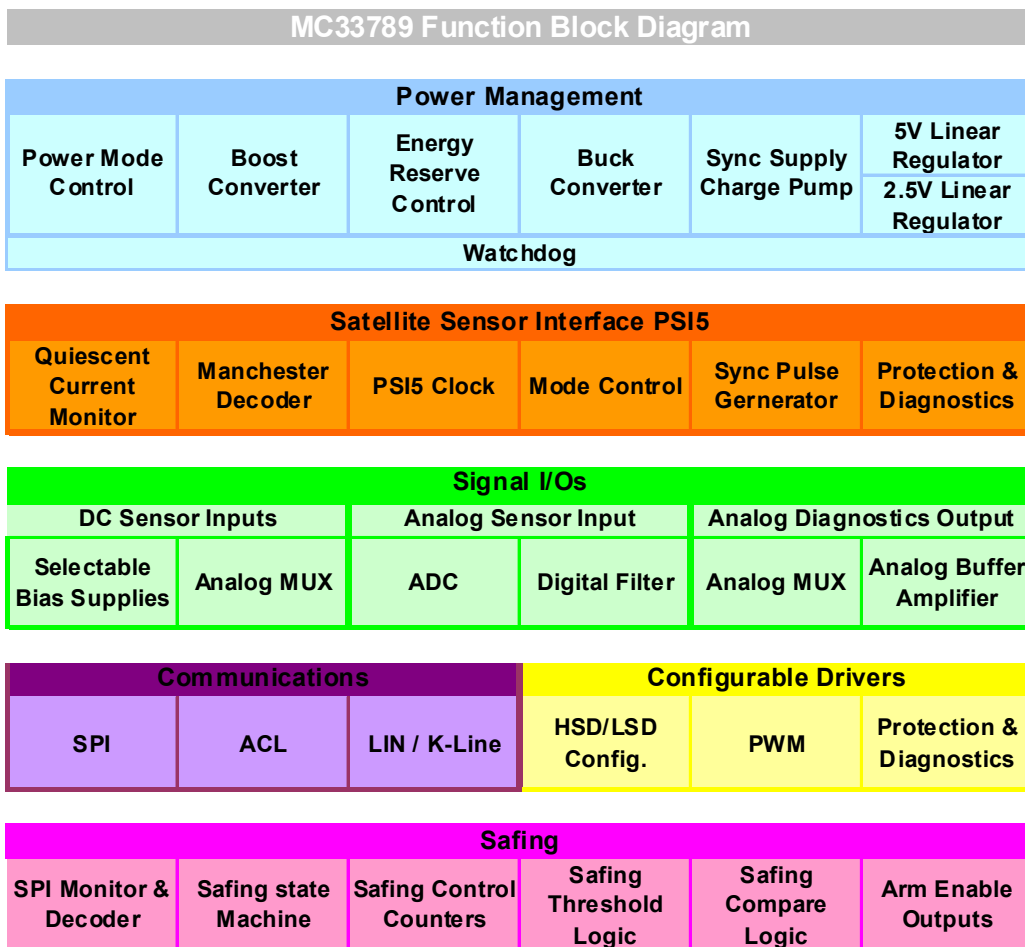 MC33789 Function Block Diagram
Power Management
Power Mode
Control
Boost
Converter
Energy
Reserve
Control
Buck
Converter
Sync Supply
Charge Pump
5V Linear
Regulator
2.5V Linear
Regulator
Watchdog
Satellite Sensor Interface PSI5
Quiescent
Current
Monitor
Manchester
Decoder
PSI5 Clock
Mode Control
Sync Pulse
Gernerator
Protection &
Diagnostics
Signal I/Os
DC Sensor Inputs
Analog Sensor Input
Analog Diagnostics Output
Selectable
Bias Supplies
Analog MUX
ADC
Digital Filter
Analog MUX
Analog Buffer
Amplifier
Communications
SPI
ACL
LIN / K-Line
Configurable Drivers
HSD/LSD
Config.
PWM
Protection &
Diagnostics
Safing
SPI Monitor &
Decoder
Safing state
Machine
Safing Control
Counters
Safing
Threshold
Logic
Safing
Compare
Logic
Arm Enable
Outputs